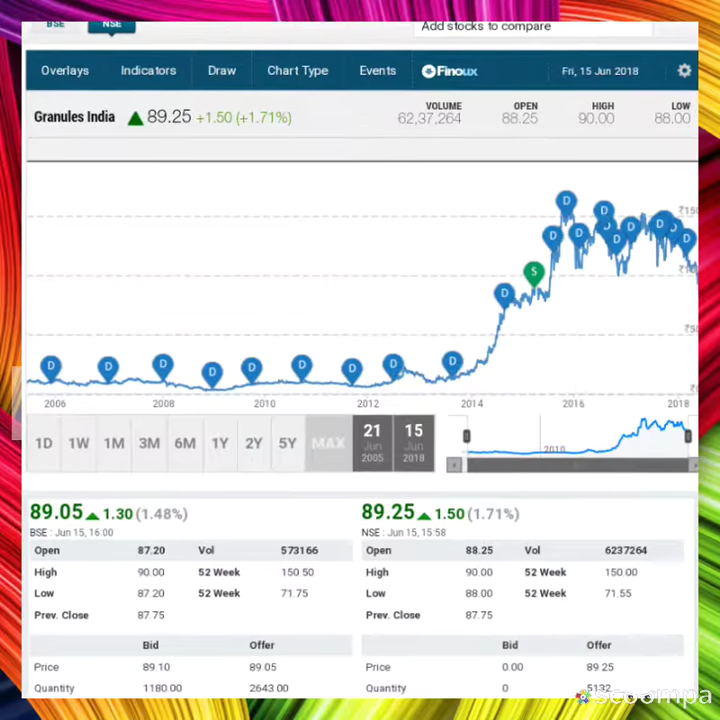 BSE NSE Add stocks to compare
Overlays Indicators Draw Chart Type Events Finoux Fri, 15 Jun 2018
VOLUME OPEN HIGH LOW
Granules India 89.25 +1.50 (+1.71%) 62,37,264 88.25 90.00 88.00
D D D D D D D D D D S D D D D D D D D D D
2006 2008 2010 2012 2014 2016 2018
1D 1W 1M 3M 6M 1Y 2Y 5Y MAX
21 Jun 2005
15 Jun 2018
2010
89.05 1.30 (1.48%)
BSE : Jun 15, 16:00
Open 87.20 Vol 573166
High 90.00 52 Week 150.50
Low 87.20 52 Week 71.75
Prev. Close 87.75
Bid Offer
Price 89.10 89.05
Quantity 1180.00 2643.00
89.25 1.50 (1.71%)
NSE : Jun 15, 15:58
Open 88.25 Vol 6237264
High 90.00 52 Week 150.00
Low 88.00 52 Week 71.55
Prev. Close 87.75
Bid Offer
Price 0.00 89.25
Quantity 0 5132
scoompa